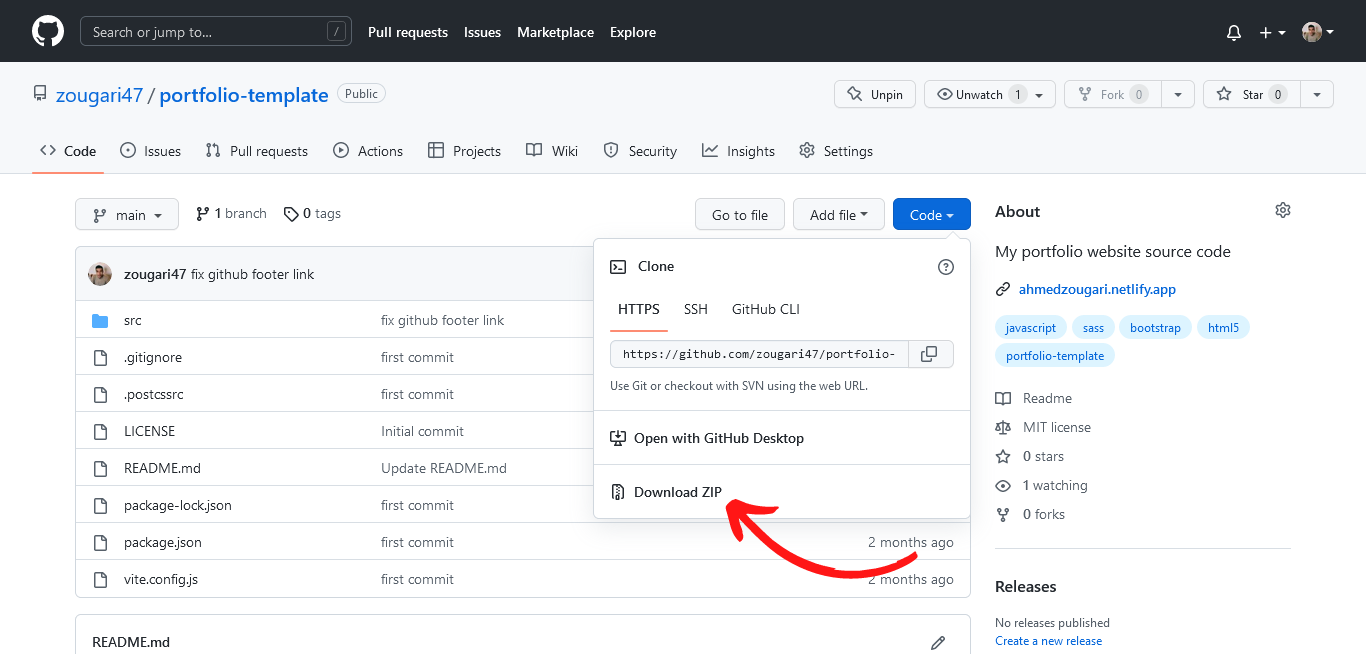 Search or jump to... /
Pull requests Issues Marketplace Explore
zougari47 / portfolio-template Public
Unpin Unwatch 1 Fork 0 Star 0
Code Issues Pull requests Actions Projects Wiki Security Insights Settings
main 1 branch 0 tags Go to file Add file Code
zougari47 fix github footer link
src fix github footer link
.gitignore first commit
.postcssrc first commit
LICENSE Initial commit
README.md Update README.md
package-lock.json first commit
package.json first commit 2 months ago
vite.config.js first commit 2 months ago
README.md
Clone
HTTPS SSH GitHub CLI
https://github.com/zougari47/portfolio-
Use Git or checkout with SVN using the web URL.
Open with GitHub Desktop
Download ZIP
About
My portfolio website source code
ahmedzougari.netlify.app
javascript sass bootstrap html5
portfolio-template
Readme
MIT license
0 stars
1 watching
0 forks
Releases
No releases published
Create a new release